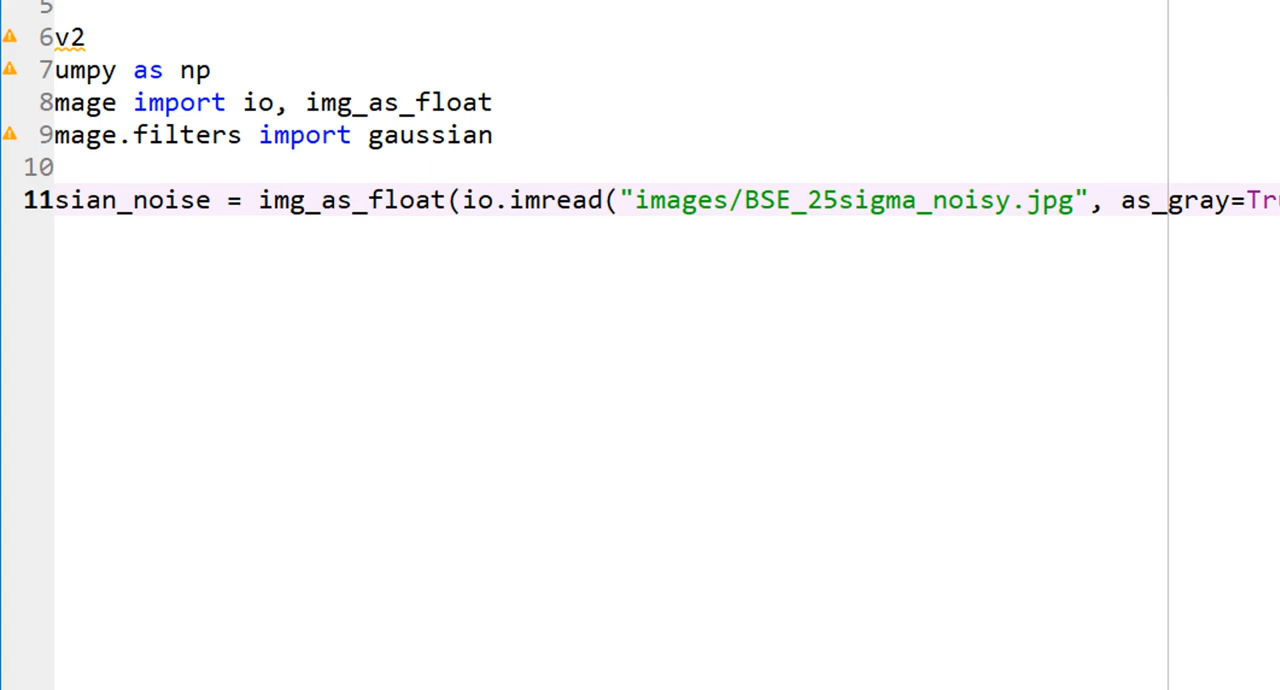 5
6v2
7umpy as np
8mage import io, img_as_float
9mage.filters import gaussian
10
11sian_noise = img_as_float(io.imread("images/BSE_25sigma_noisy.jpg", as_gray=Tr